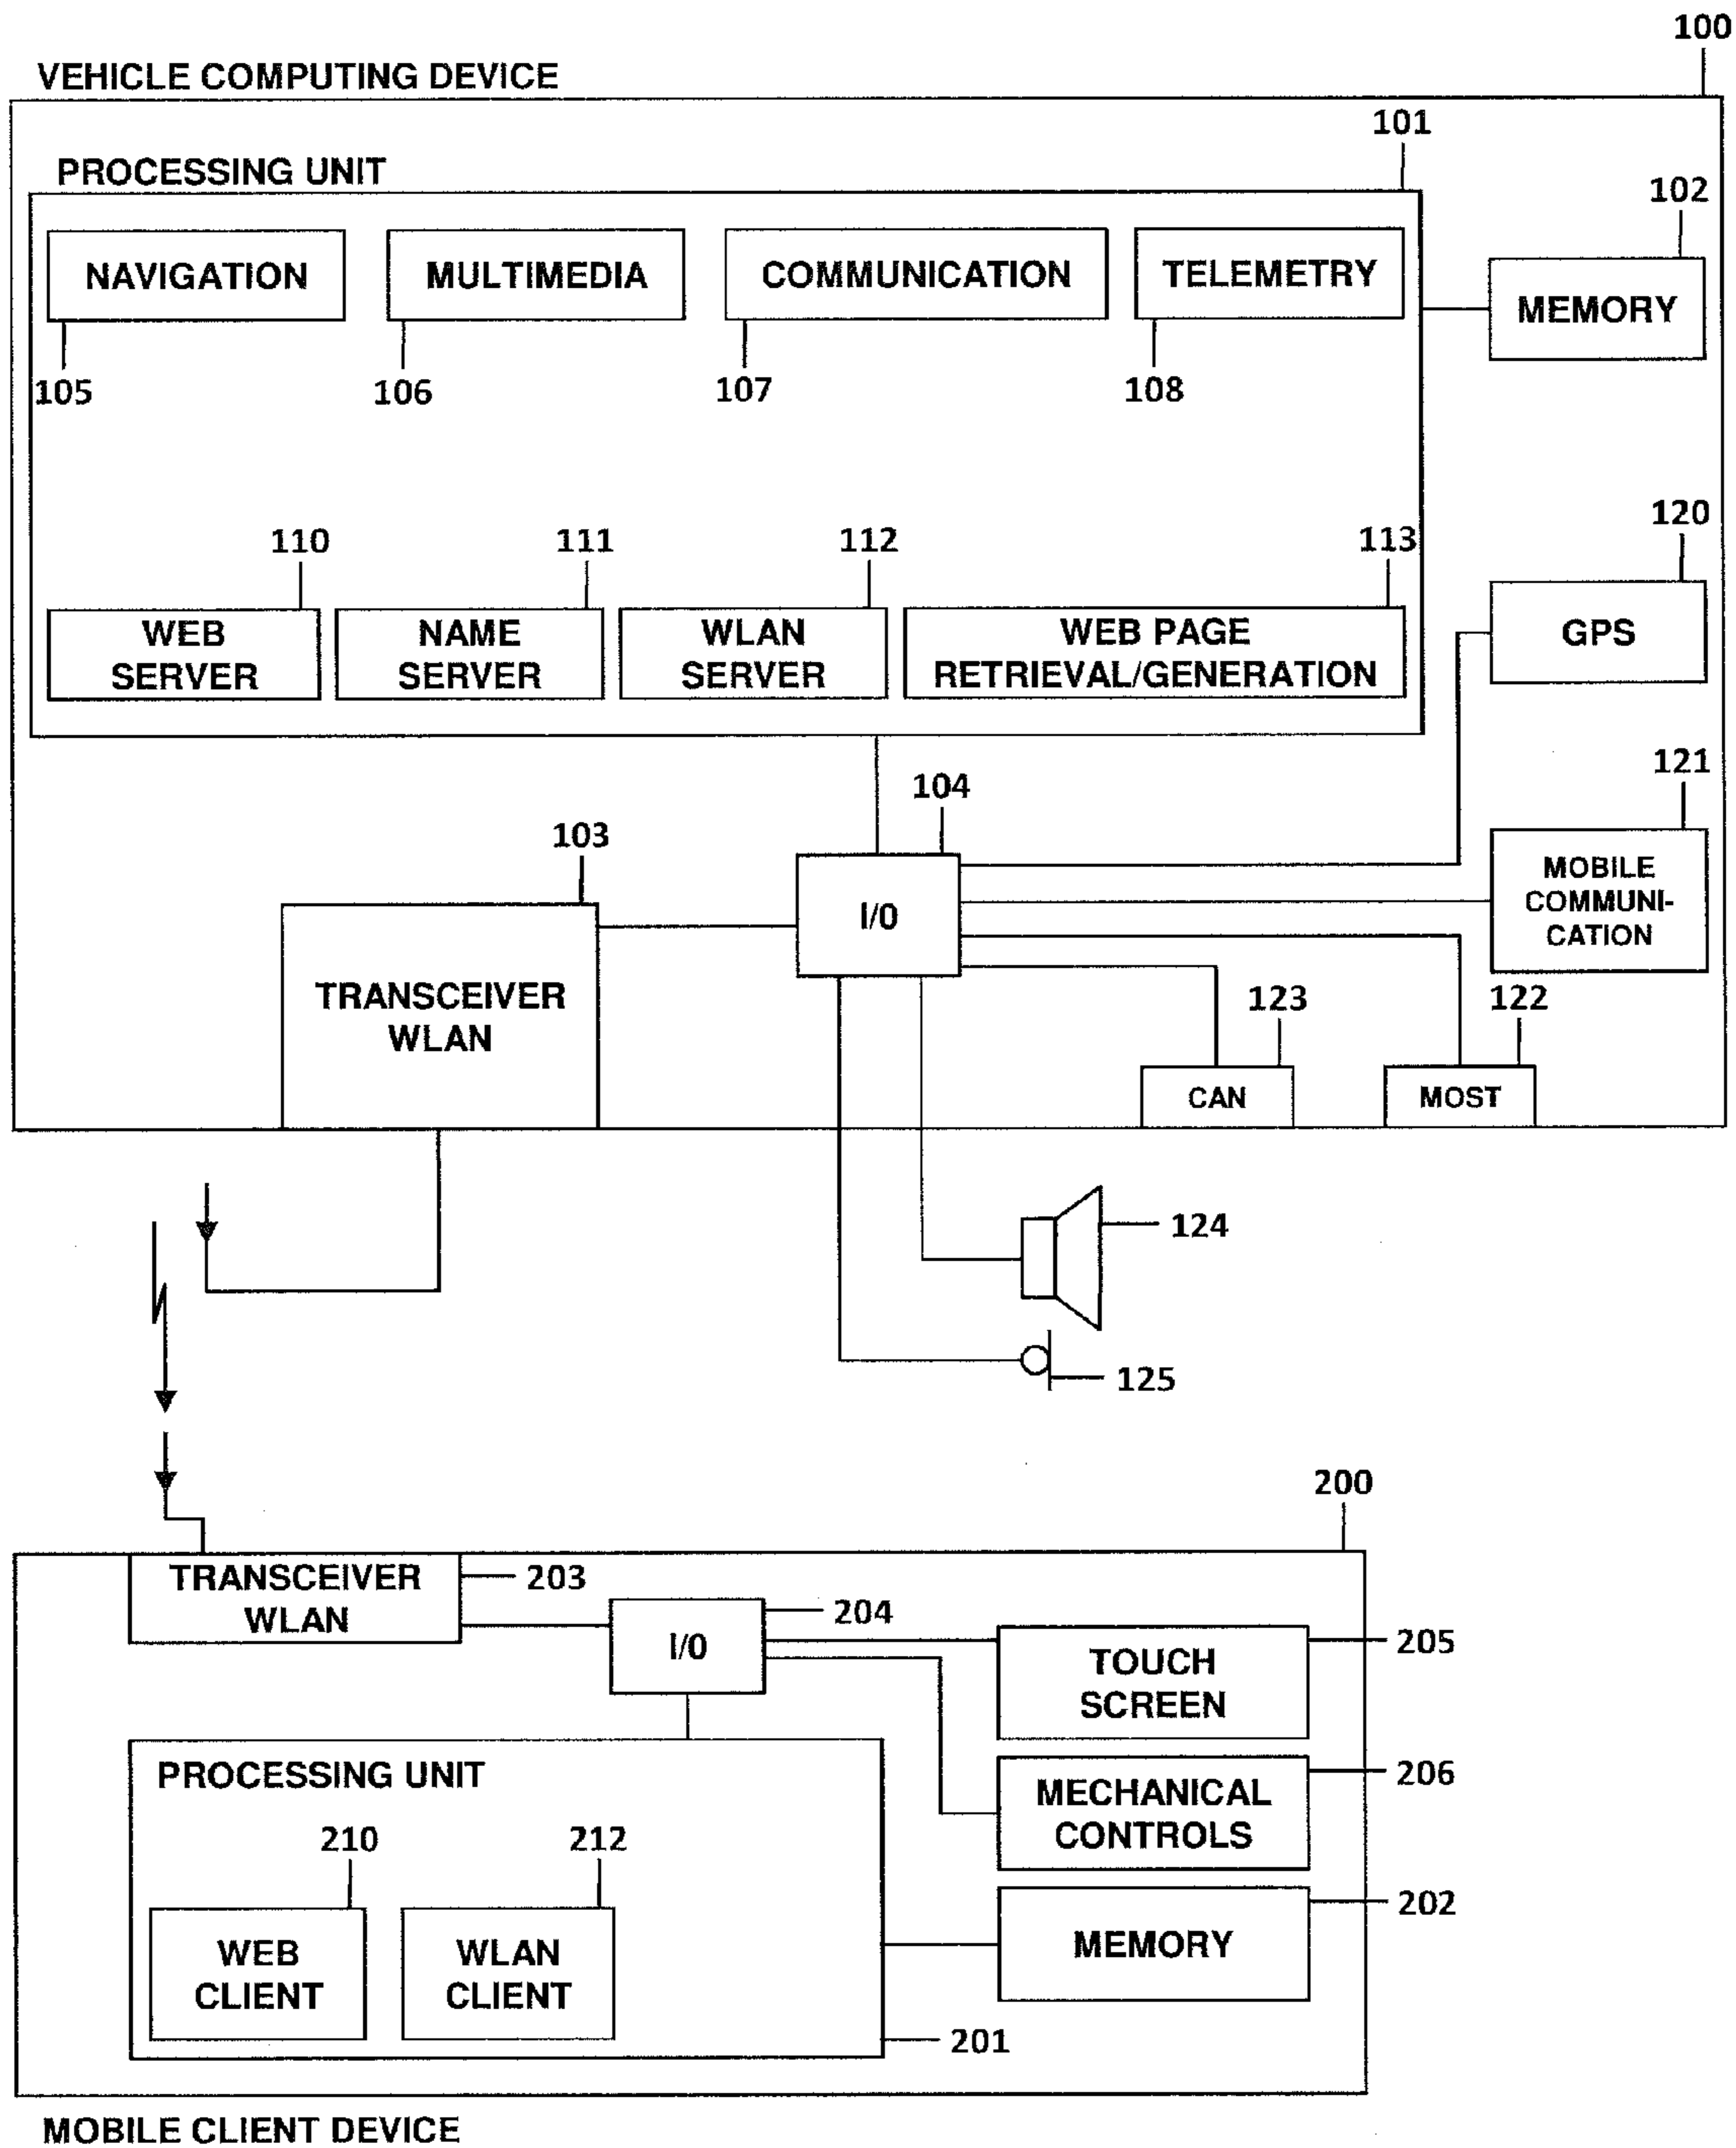 100
VEHICLE COMPUTING DEVICE
101
PROCESSING UNIT
102
NAVIGATION
MULTIMEDIA
COMMUNICATION
TELEMETRY
MEMORY
105
106
107
108
120
110
111
112
113
WEB
SERVER
NAME
SERVER
WLAN
SERVER
WEB PAGE
RETRIEVAL/GENERATION
GPS
121
104
103
MOBILE
COMMUNI-
CATION
I/0
TRANSCEIVER
WLAN
123
122
CAN
MOST
124
125
200
TRANSCEIVER
WLAN
203
204
I/0
205
TOUCH
SCREEN
PROCESSING UNIT
206
MECHANICAL
CONTROLS
210
212
202
WEB
CLIENT
WLAN
CLIENT
MEMORY
201
MOBILE CLIENT DEVICE